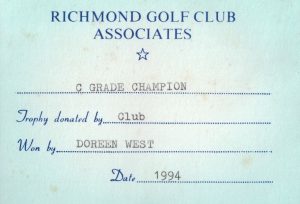 RICHMOND GOLF CLUB
ASSOCIATES
C GRADE CHAMPION
Trophy donated by Club
Won by DOREEN WEST
Date 1994